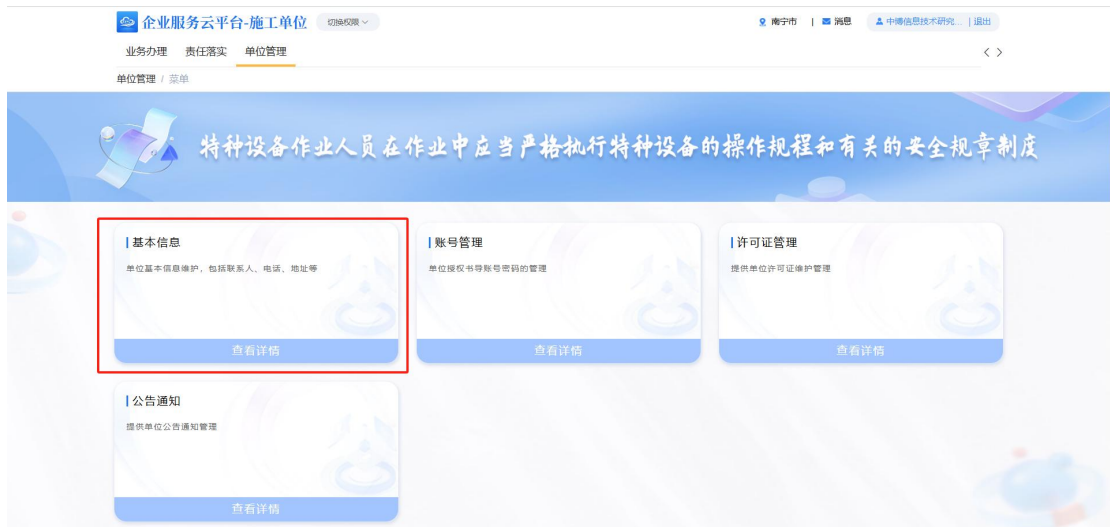 企业服务云平台-施工单位 切换权限 南宁市 | 消息 中博信息技术研究... | 退出
业务办理 责任落实 单位管理
单位管理 / 菜单
特种设备作业人员在作业中应当严格执行特种设备的操作规程和有关的安全规章制度
基本信息 账号管理 许可证管理
单位基本信息维护，包括联系人、电话、地址等 单位授权书导账号密码的管理 提供单位许可证维护管理
查看详情 查看详情 查看详情
公告通知
提供单位公告通知管理
查看详情